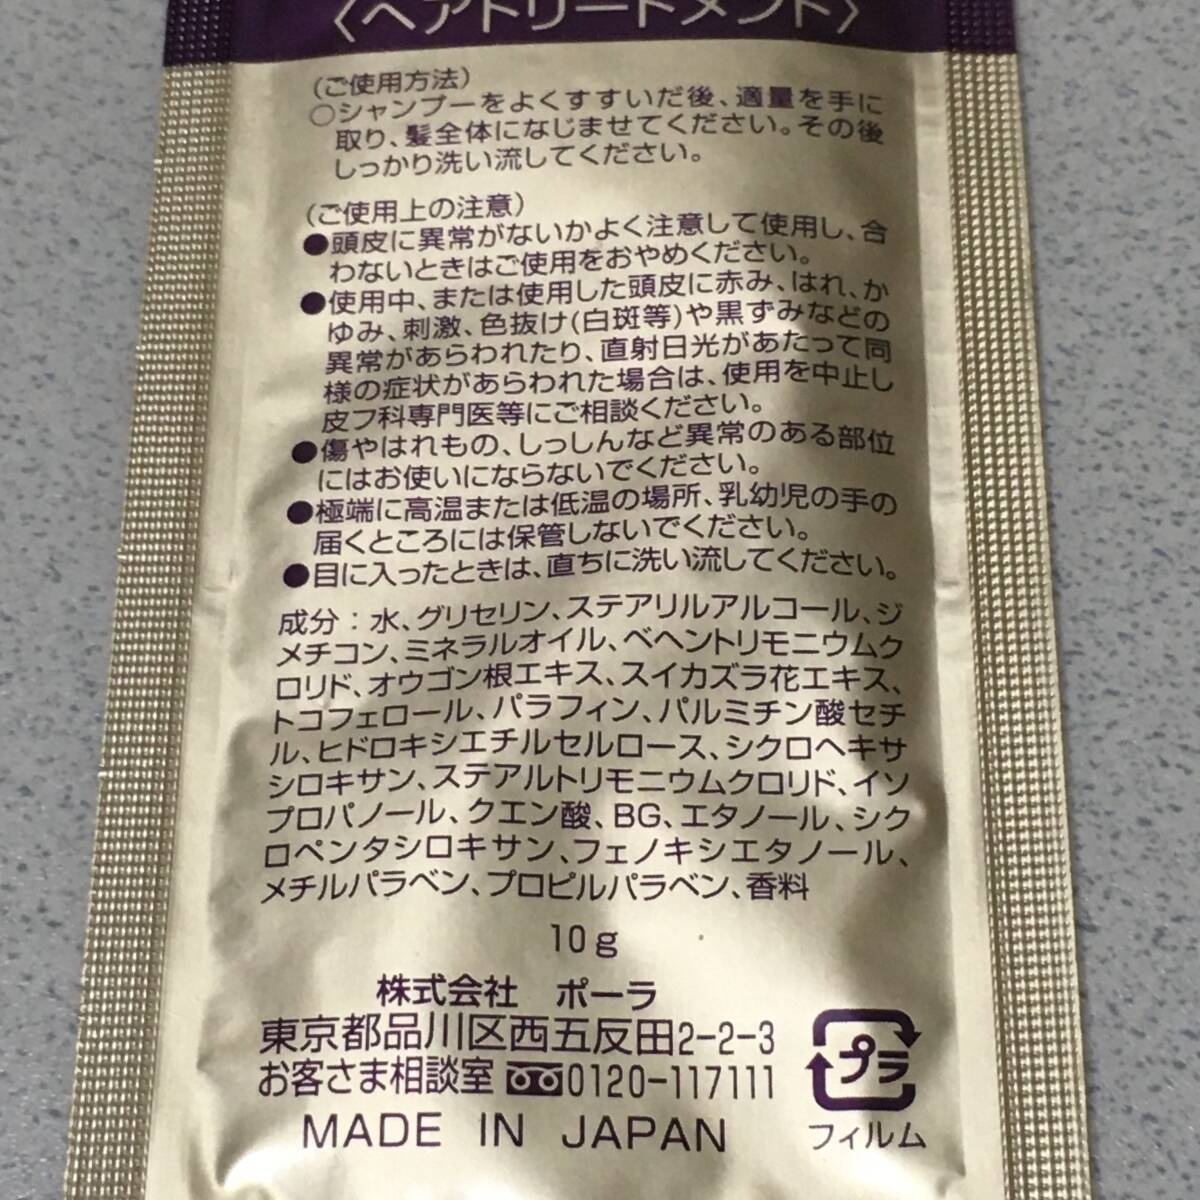 〈ヘアトリートメント〉
(ご使用方法)
○シャンプーをよくすすいだ後、適量を手に
取り、髪全体になじませてください。その後
しっかり洗い流してください。
(ご使用上の注意)
●頭皮に異常がないかよく注意して使用し、合
わないときはご使用をおやめください。
●使用中、または使用した頭皮に赤み、はれ、か
ゆみ、刺激、色抜け(白斑等)や黒ずみなどの
異常があらわれたり、直射日光があたって同
様の症状があらわれた場合は、使用を中止し
皮フ科専門医等にご相談ください。
●傷やはれもの、しっしんなど異常のある部位
にはお使いにならないでください。
●極端に高温または低温の場所、乳幼児の手の
届くところには保管しないでください。
●目に入ったときは、直ちに洗い流してください。
成分：水、グリセリン、ステアリルアルコール、ジ
メチコン、ミネラルオイル、ベヘントリモニウムク
ロリド、オウゴン根エキス、スイカズラ花エキス、
トコフェロール、パラフィン、パルミチン酸セチ
ル、ヒドロキシエチルセルロース、シクロヘキサ
シロキサン、ステアルトリモニウムクロリド、イソ
プロパノール、クエン酸、BG、エタノール、シク
ロペンタシロキサン、フェノキシエタノール、
メチルパラベン、プロピルパラベン、香料
10g
株式会社 ポーラ
東京都品川区西五反田2-2-3
お客さま相談室 0120-117111
MADE IN JAPAN
プラ
フィルム